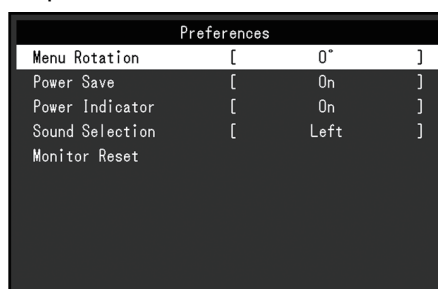 Preferences
Menu Rotation [ 0° ]
Power Save [ On ]
Power Indicator [ On ]
Sound Selection [ Left ]
Monitor Reset